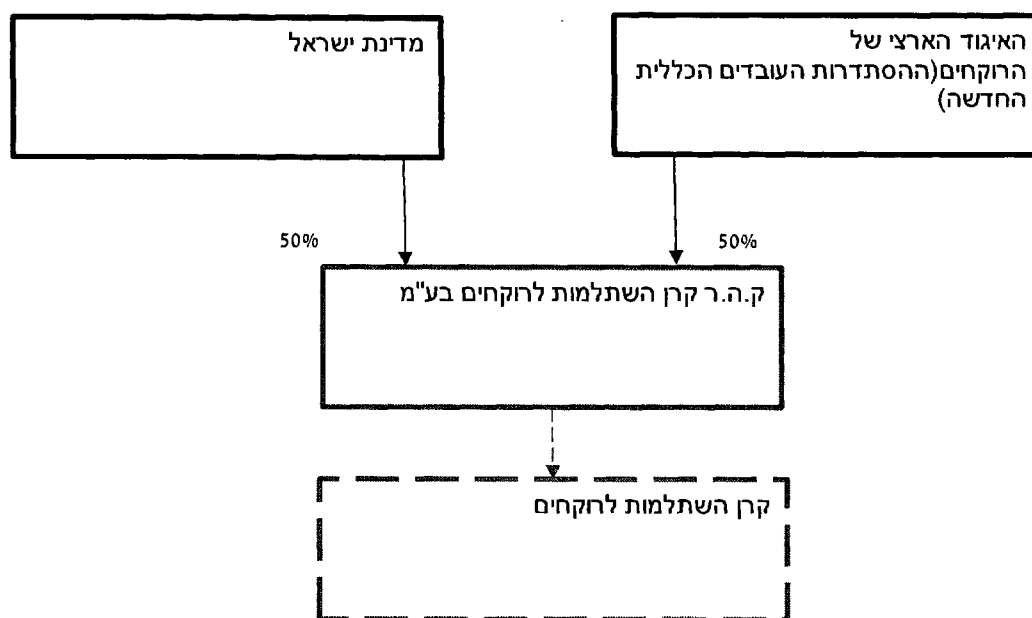 האיגוד הארצי של
הרוקחים(ההסתדרות העובדים הכללית
החדשה)
מדינת ישראל
50%
50%
ק.ה.ר קרן השתלמות לרוקחים בע"מ
קרן השתלמות לרוקחים